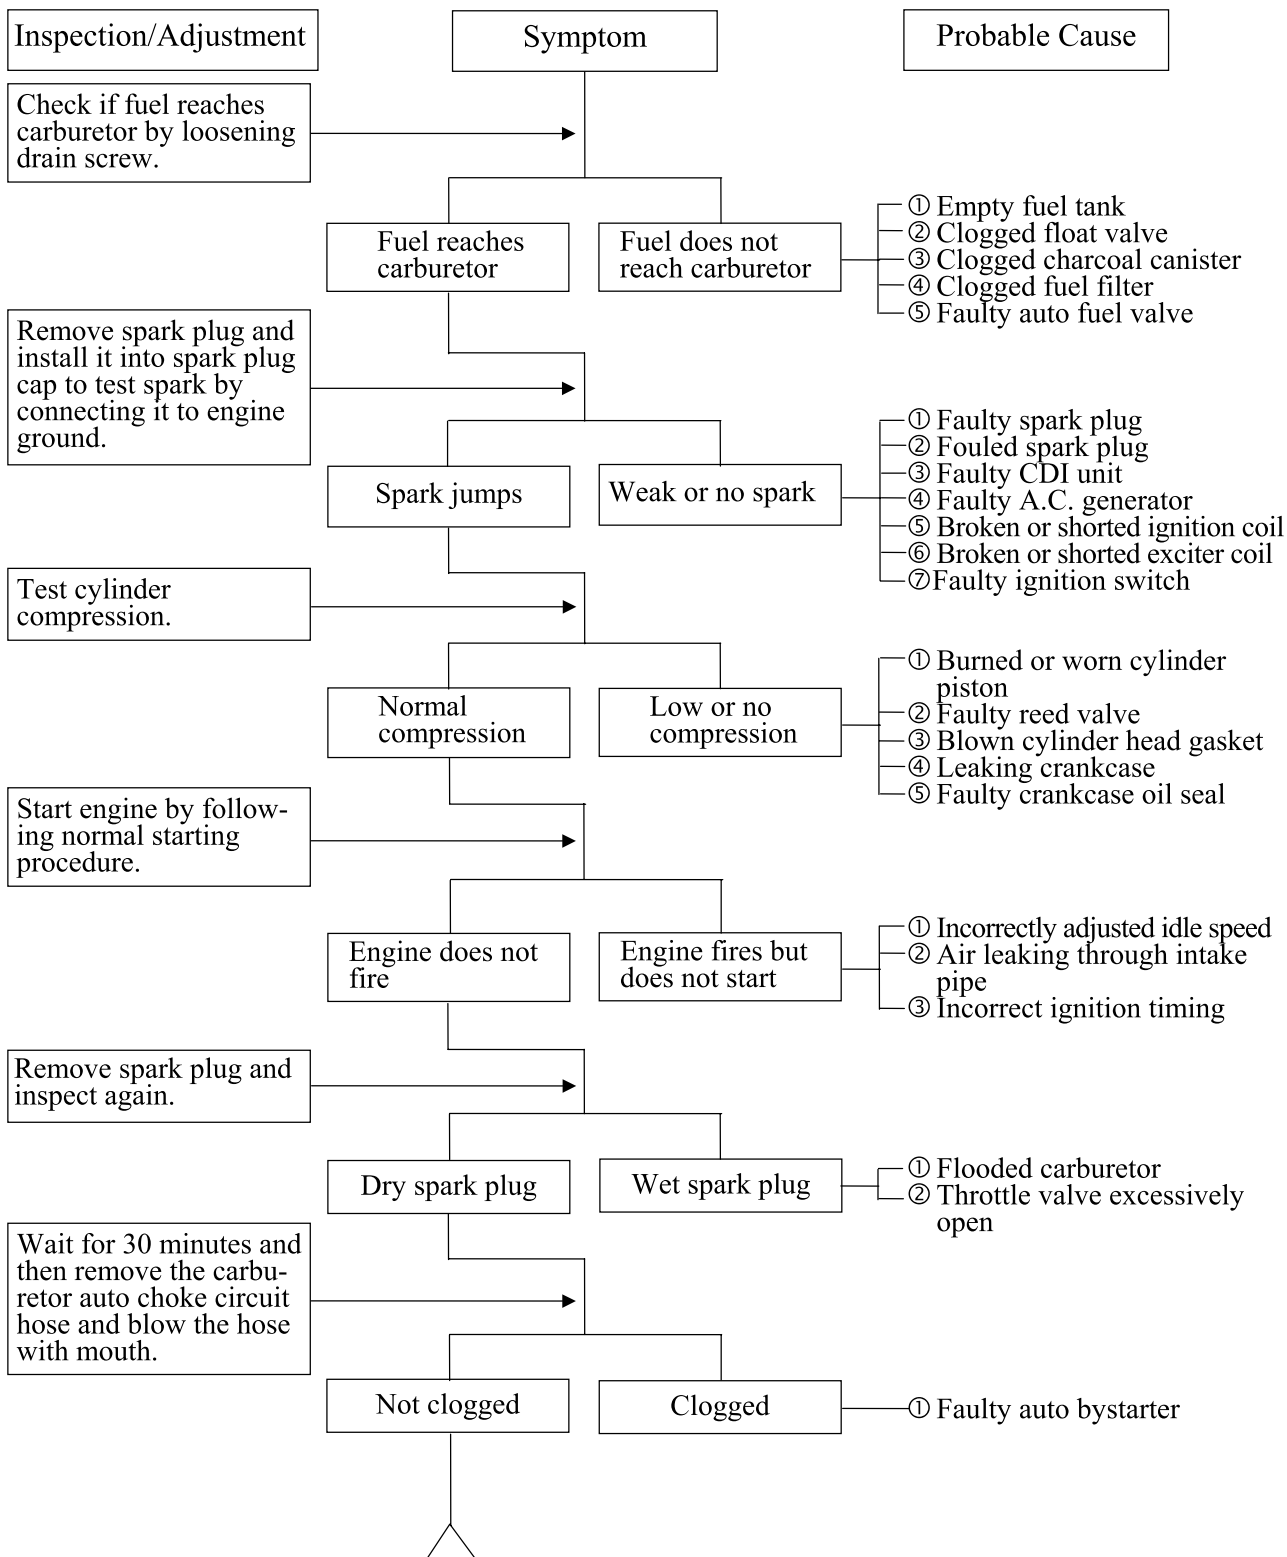 Inspection/Adjustment
Symptom
Probable Cause
Check if fuel reaches
carburetor by loosening
drain screw.
Fuel reaches
carburetor
Fuel does not
reach carburetor
① Empty fuel tank
② Clogged float valve
③ Clogged charcoal canister
④ Clogged fuel filter
⑤ Faulty auto fuel valve
Remove spark plug and
install it into spark plug
cap to test spark by
connecting it to engine
ground.
Spark jumps
Weak or no spark
① Faulty spark plug
② Fouled spark plug
③ Faulty CDI unit
④ Faulty A.C. generator
⑤ Broken or shorted ignition coil
⑥ Broken or shorted exciter coil
⑦Faulty ignition switch
Test cylinder
compression.
Normal
compression
Low or no
compression
① Burned or worn cylinder
piston
② Faulty reed valve
③ Blown cylinder head gasket
④ Leaking crankcase
⑤ Faulty crankcase oil seal
Start engine by follow-
ing normal starting
procedure.
Engine does not
fire
Engine fires but
does not start
① Incorrectly adjusted idle speed
② Air leaking through intake
pipe
③ Incorrect ignition timing
Remove spark plug and
inspect again.
Dry spark plug
Wet spark plug
① Flooded carburetor
② Throttle valve excessively
open
Wait for 30 minutes and
then remove the carbu-
retor auto choke circuit
hose and blow the hose
with mouth.
Not clogged
Clogged
① Faulty auto bystarter